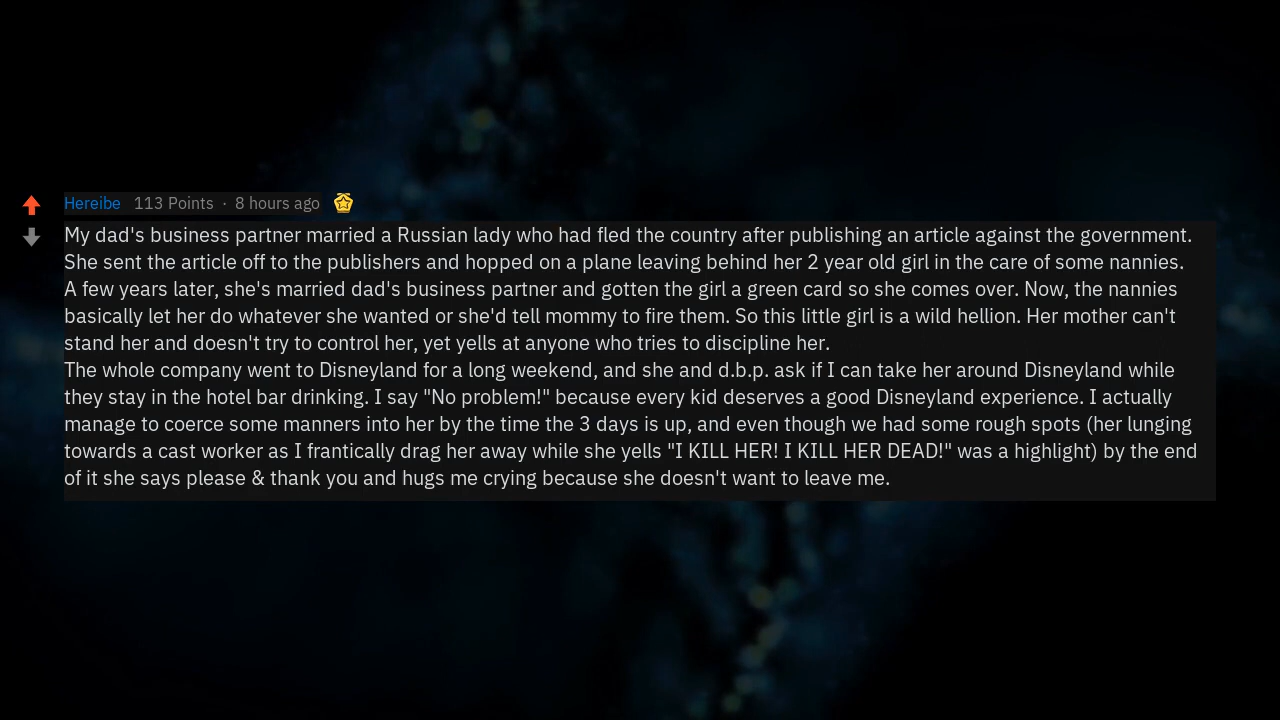 Hereibe 113 Points · 8 hours ago
My dad's business partner married a Russian lady who had fled the country after publishing an article against the government.
She sent the article off to the publishers and hopped on a plane leaving behind her 2 year old girl in the care of some nannies.
A few years later, she's married dad's business partner and gotten the girl a green card so she comes over. Now, the nannies
basically let her do whatever she wanted or she'd tell mommy to fire them. So this little girl is a wild hellion. Her mother can't
stand her and doesn't try to control her, yet yells at anyone who tries to discipline her.
The whole company went to Disneyland for a long weekend, and she and d.b.p. ask if I can take her around Disneyland while
they stay in the hotel bar drinking. I say "No problem!" because every kid deserves a good Disneyland experience. I actually
manage to coerce some manners into her by the time the 3 days is up, and even though we had some rough spots (her lunging
towards a cast worker as I frantically drag her away while she yells "I KILL HER! I KILL HER DEAD!" was a highlight) by the end
of it she says please & thank you and hugs me crying because she doesn't want to leave me.